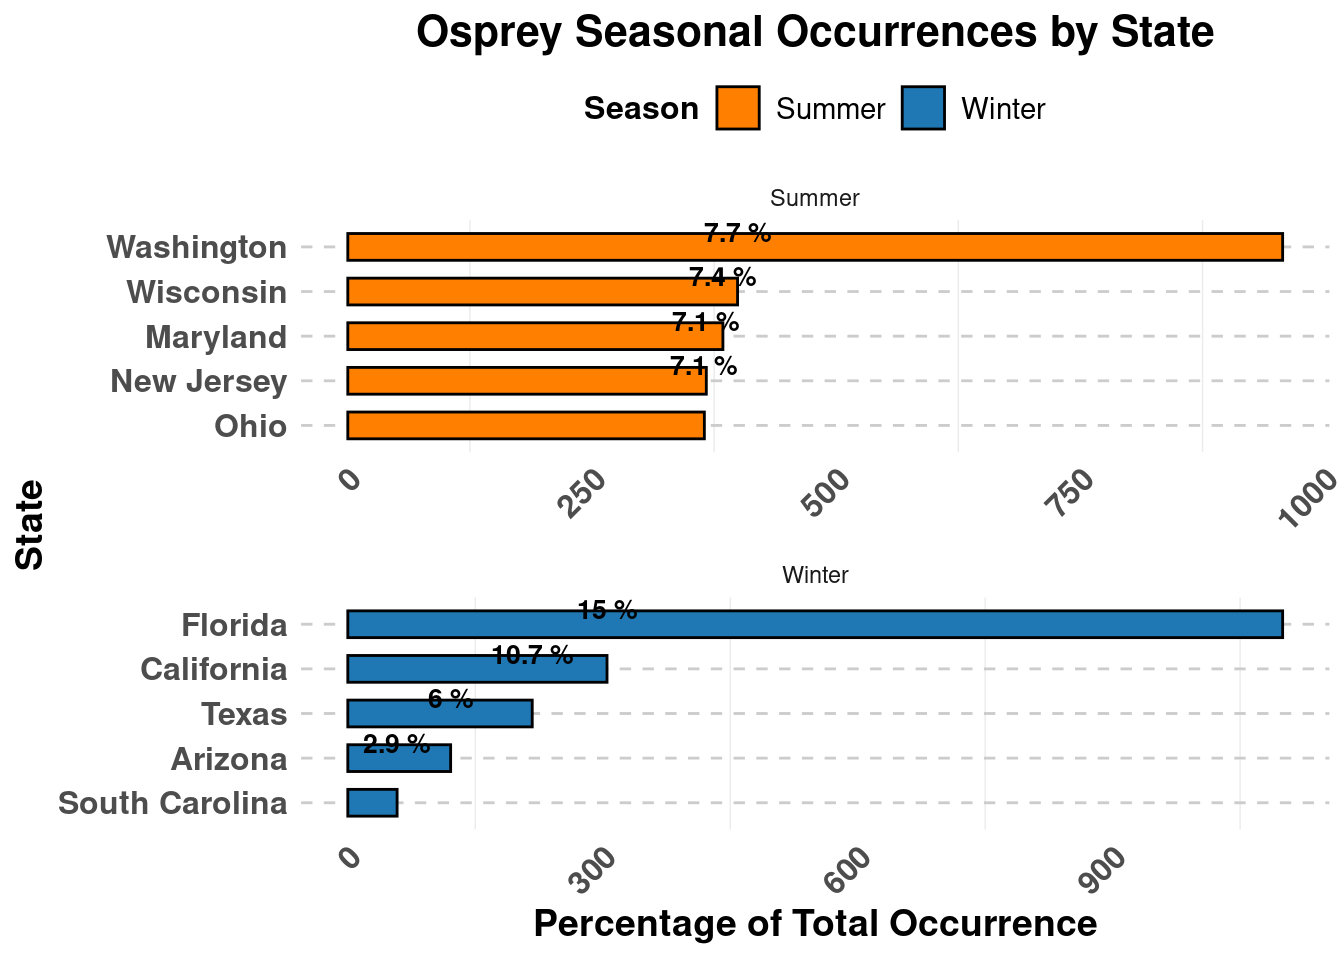 Osprey Seasonal Occurrences by State
Season Summer Winter
Summer
Washington 7.7 %
Wisconsin 7.4 %
Maryland 7.1 %
New Jersey 7.1 %
Ohio
0 250 500 750 1000
State
Winter
Florida 15 %
California 10.7 %
Texas 6 %
Arizona 2.9 %
South Carolina
0 300 600 900
Percentage of Total Occurrence